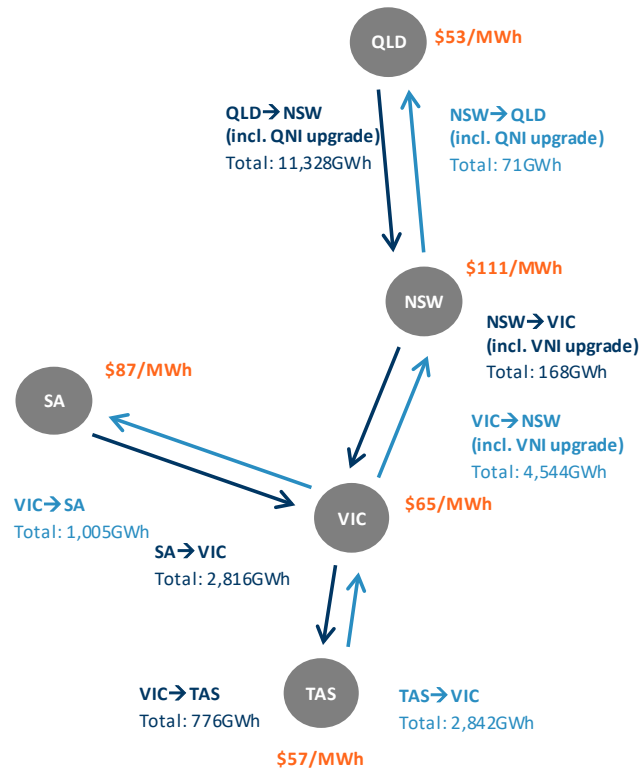 QLD
$53/MWh
QLD→NSW
(incl. QNI upgrade)
Total: 11,328GWh
NSW→QLD
(incl. QNI upgrade)
Total: 71GWh
$111/MWh
NSW
NSW→VIC
(incl. VNI upgrade)
Total: 168GWh
$87/MWh
SA
VIC→NSW
(incl. VNI upgrade)
Total: 4,544GWh
VIC→SA
Total: 1,005GWh
$65/MWh
VIC
SA→VIC
Total: 2,816GWh
VIC→TAS
Total: 776GWh
TAS
TAS→VIC
Total: 2,842GWh
$57/MWh